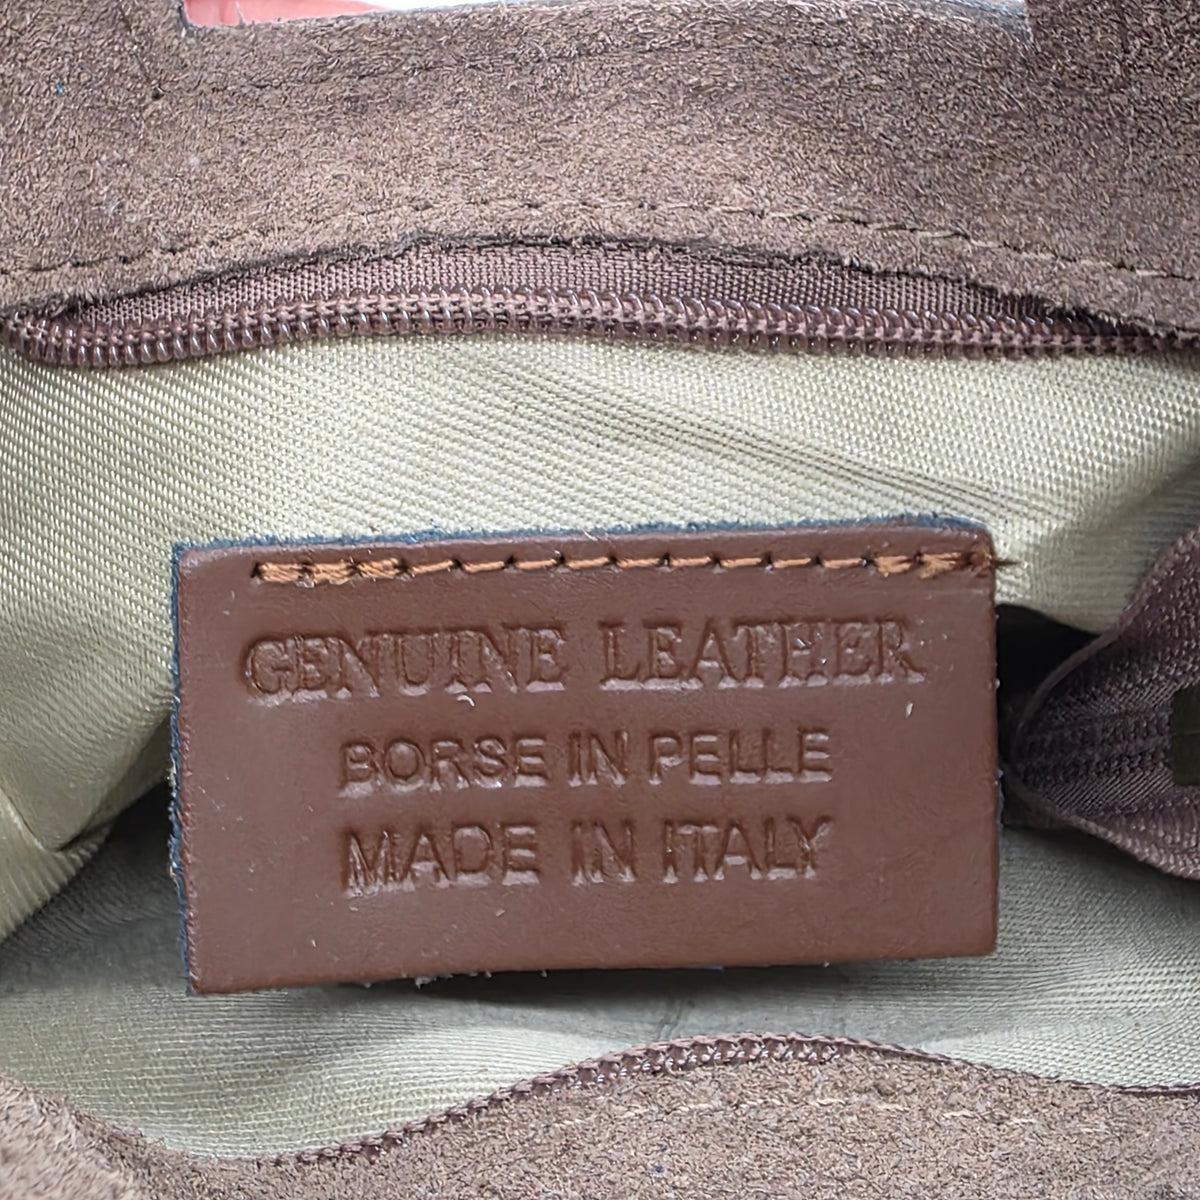 GENUINE LEATHER
BORSE IN PELLE
MADE IN ITALY